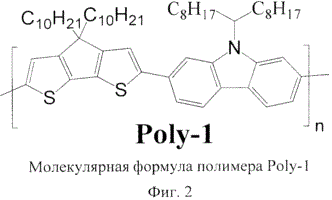 C10H21 C10H21 C8H17 C8H17
N
S S
n
Poly-1
Молекулярная формула полимера Poly-1
Фиг. 2